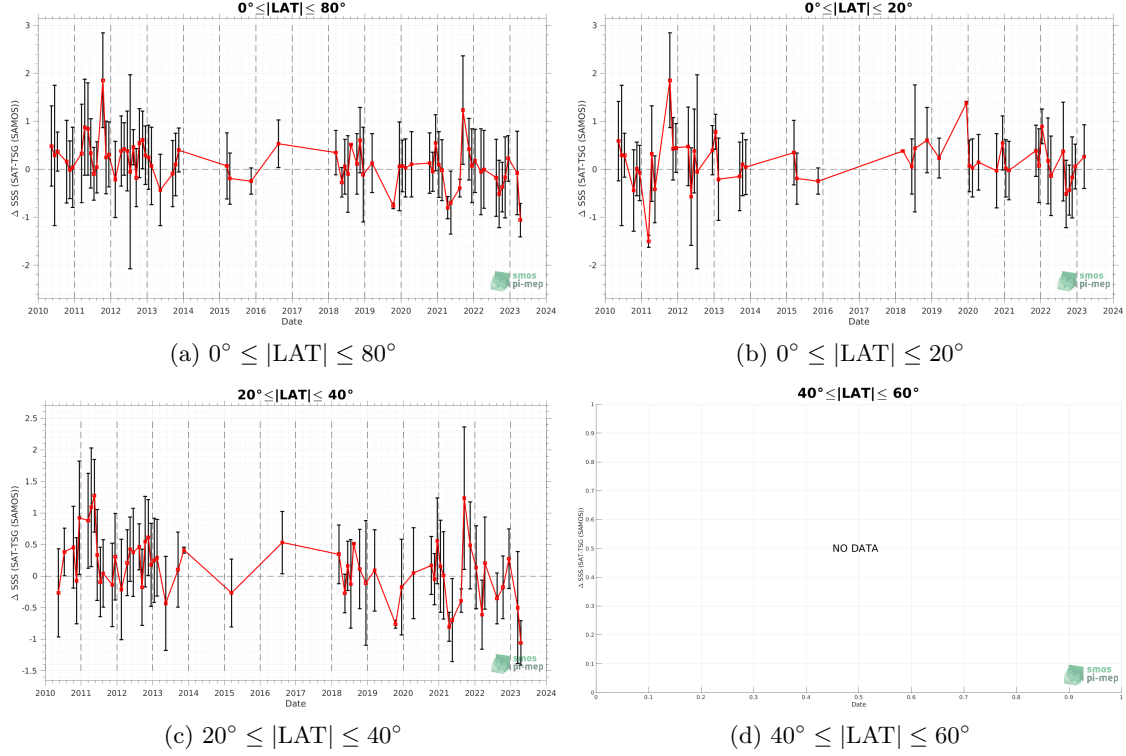 0°≤|LAT|≤ 80°
3
2
1
0
-1
-2
Δ SSS (SAT-TSG (SAMOS))
2010 2011 2012 2013 2014 2015 2016 2017 2018 2019 2020 2021 2022 2023 2024
Date
smos
pi-mep
(a) 0° ≤ |LAT| ≤ 80°
0°≤|LAT|≤ 20°
3
2
1
0
-1
-2
Δ SSS (SAT-TSG (SAMOS))
2010 2011 2012 2013 2014 2015 2016 2017 2018 2019 2020 2021 2022 2023 2024
Date
smos
pi-mep
(b) 0° ≤ |LAT| ≤ 20°
20°≤|LAT|≤ 40°
2.5
2
1.5
1
0.5
0
-0.5
-1
-1.5
Δ SSS (SAT-TSG (SAMOS))
2010 2011 2012 2013 2014 2015 2016 2017 2018 2019 2020 2021 2022 2023 2024
Date
smos
pi-mep
(c) 20° ≤ |LAT| ≤ 40°
40°≤|LAT|≤ 60°
1
0.9
0.8
0.7
0.6
0.5
0.4
0.3
0.2
0.1
0
Δ SSS (SAT-TSG (SAMOS))
NO DATA
0 0.1 0.2 0.3 0.4 0.5 0.6 0.7 0.8 0.9 1
Date
smos
pi-mep
(d) 40° ≤ |LAT| ≤ 60°